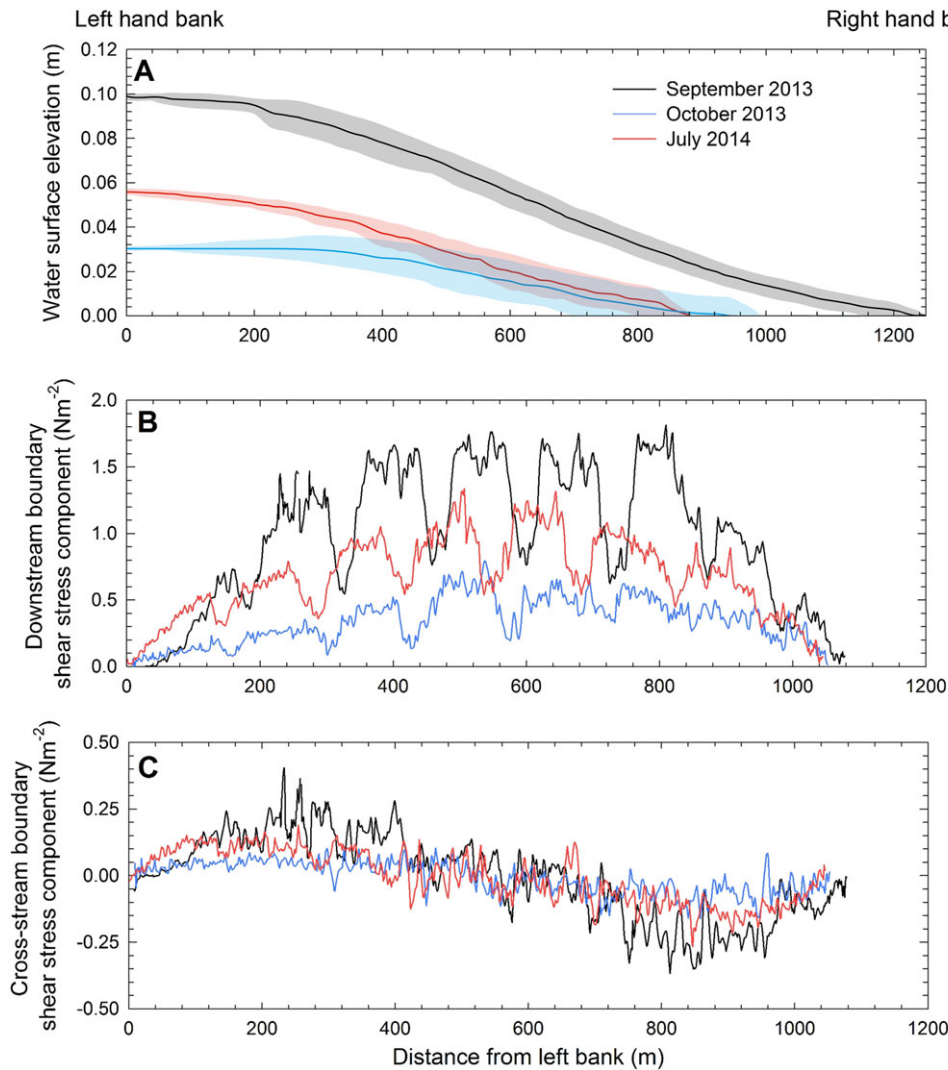 Left hand bank
Right hand b
A
Water surface elevation (m)
0.12
0.10
0.08
0.06
0.04
0.02
0.00
September 2013
October 2013
July 2014
0 200 400 600 800 1000 1200
B
Downstream boundary
shear stress component (Nm⁻²)
2.0
1.5
1.0
0.5
0.0
0 200 400 600 800 1000 1200
C
Cross-stream boundary
shear stress component (Nm⁻²)
0.50
0.25
0.00
-0.25
-0.50
0 200 400 600 800 1000 1200
Distance from left bank (m)